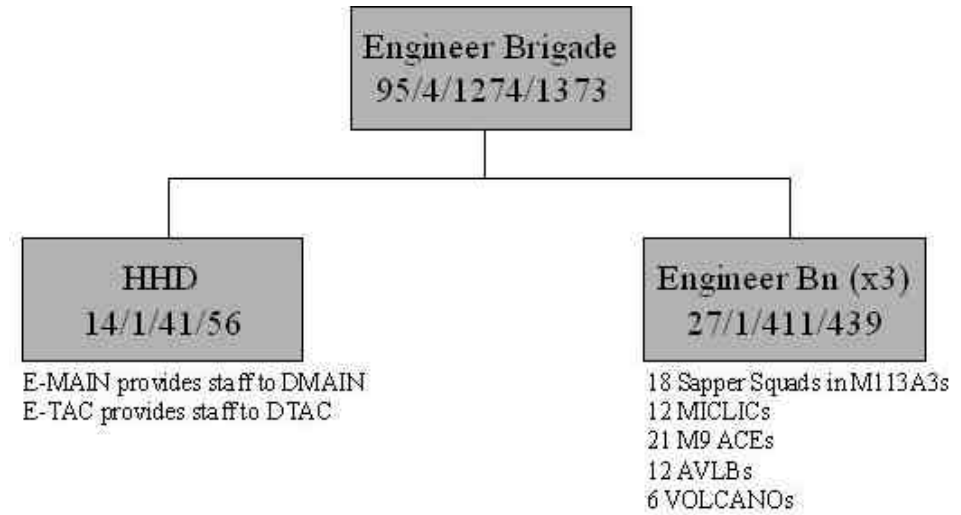 Engineer Brigade
95/4/1274/1373
HHD
14/1/41/56
E-MAIN provides staff to DMAIN
E-TAC provides staff to DTAC
Engineer Bn (x3)
27/1/411/439
18 Sapper Squads in M113A3s
12 MICLICs
21 M9 ACEs
12 AVLBs
6 VOLCANOs